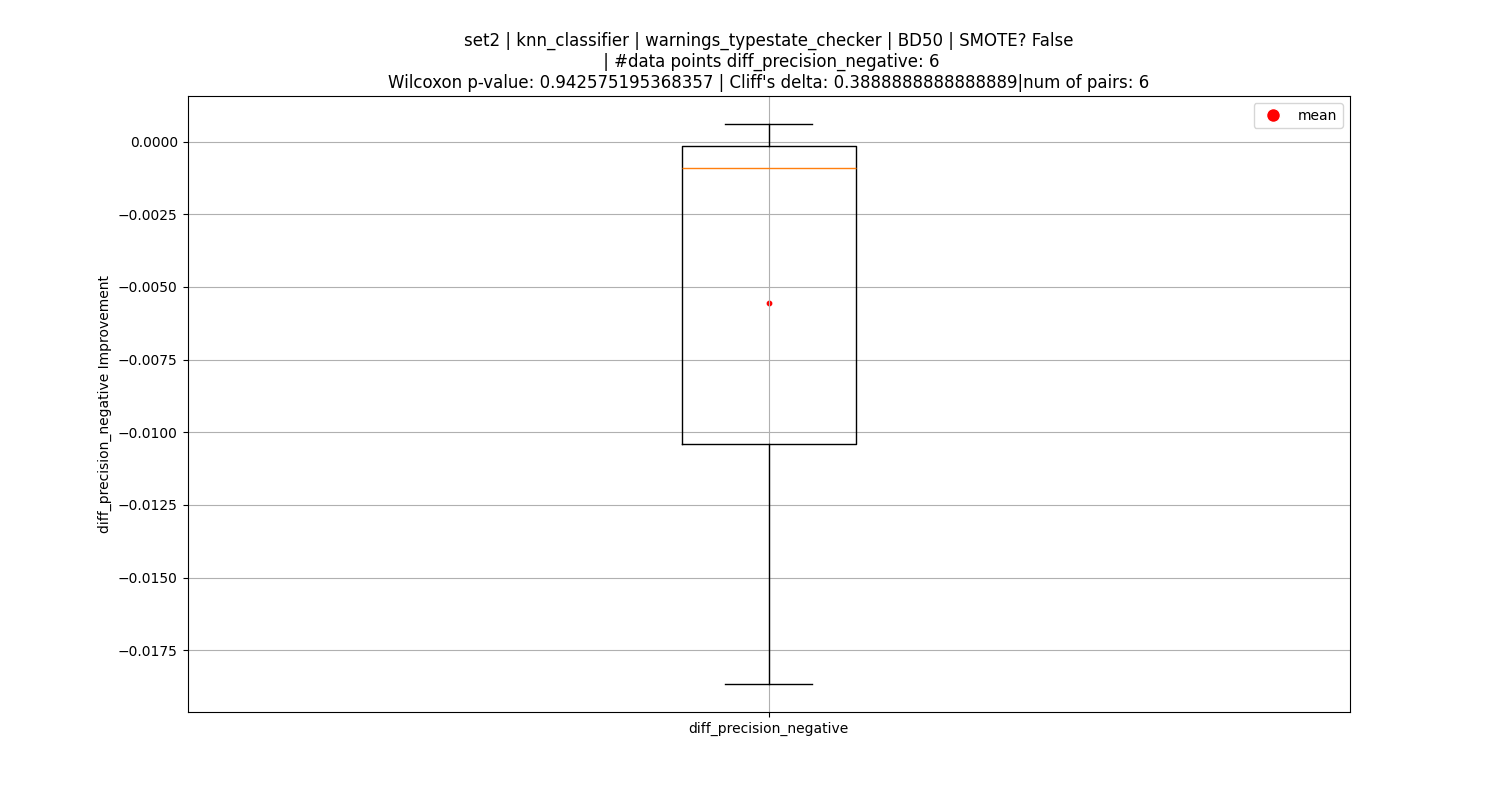 set2 | knn_classifier | warnings_typestate_checker | BD50 | SMOTE? False
| #data points diff_precision_negative: 6
Wilcoxon p-value: 0.942575195368357 | Cliff's delta: 0.3888888888888889|num of pairs: 6
mean
0.0000
−0.0025
−0.0050
−0.0075
−0.0100
−0.0125
−0.0150
−0.0175
diff_precision_negative Improvement
diff_precision_negative